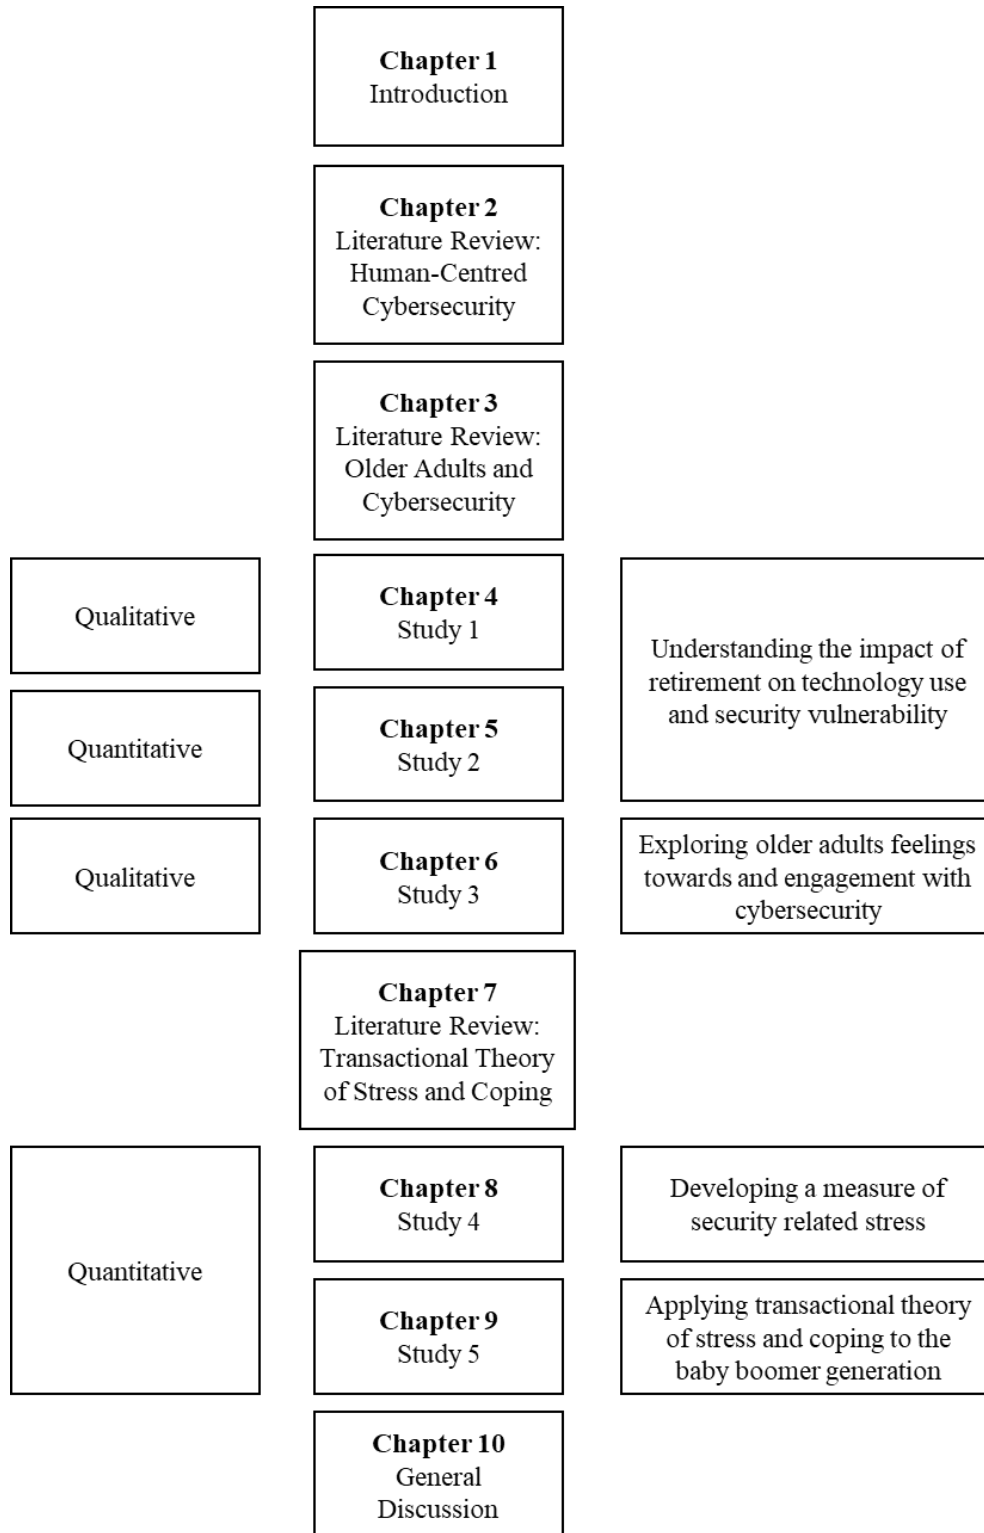 Chapter 1
Introduction
Chapter 2
Literature Review:
Human-Centred
Cybersecurity
Chapter 3
Literature Review:
Older Adults and
Cybersecurity
Qualitative
Chapter 4
Study 1
Understanding the impact of
retirement on technology use
and security vulnerability
Quantitative
Chapter 5
Study 2
Qualitative
Chapter 6
Study 3
Exploring older adults feelings
towards and engagement with
cybersecurity
Chapter 7
Literature Review:
Transactional Theory
of Stress and Coping
Quantitative
Chapter 8
Study 4
Developing a measure of
security related stress
Chapter 9
Study 5
Applying transactional theory
of stress and coping to the
baby boomer generation
Chapter 10
General
Discussion